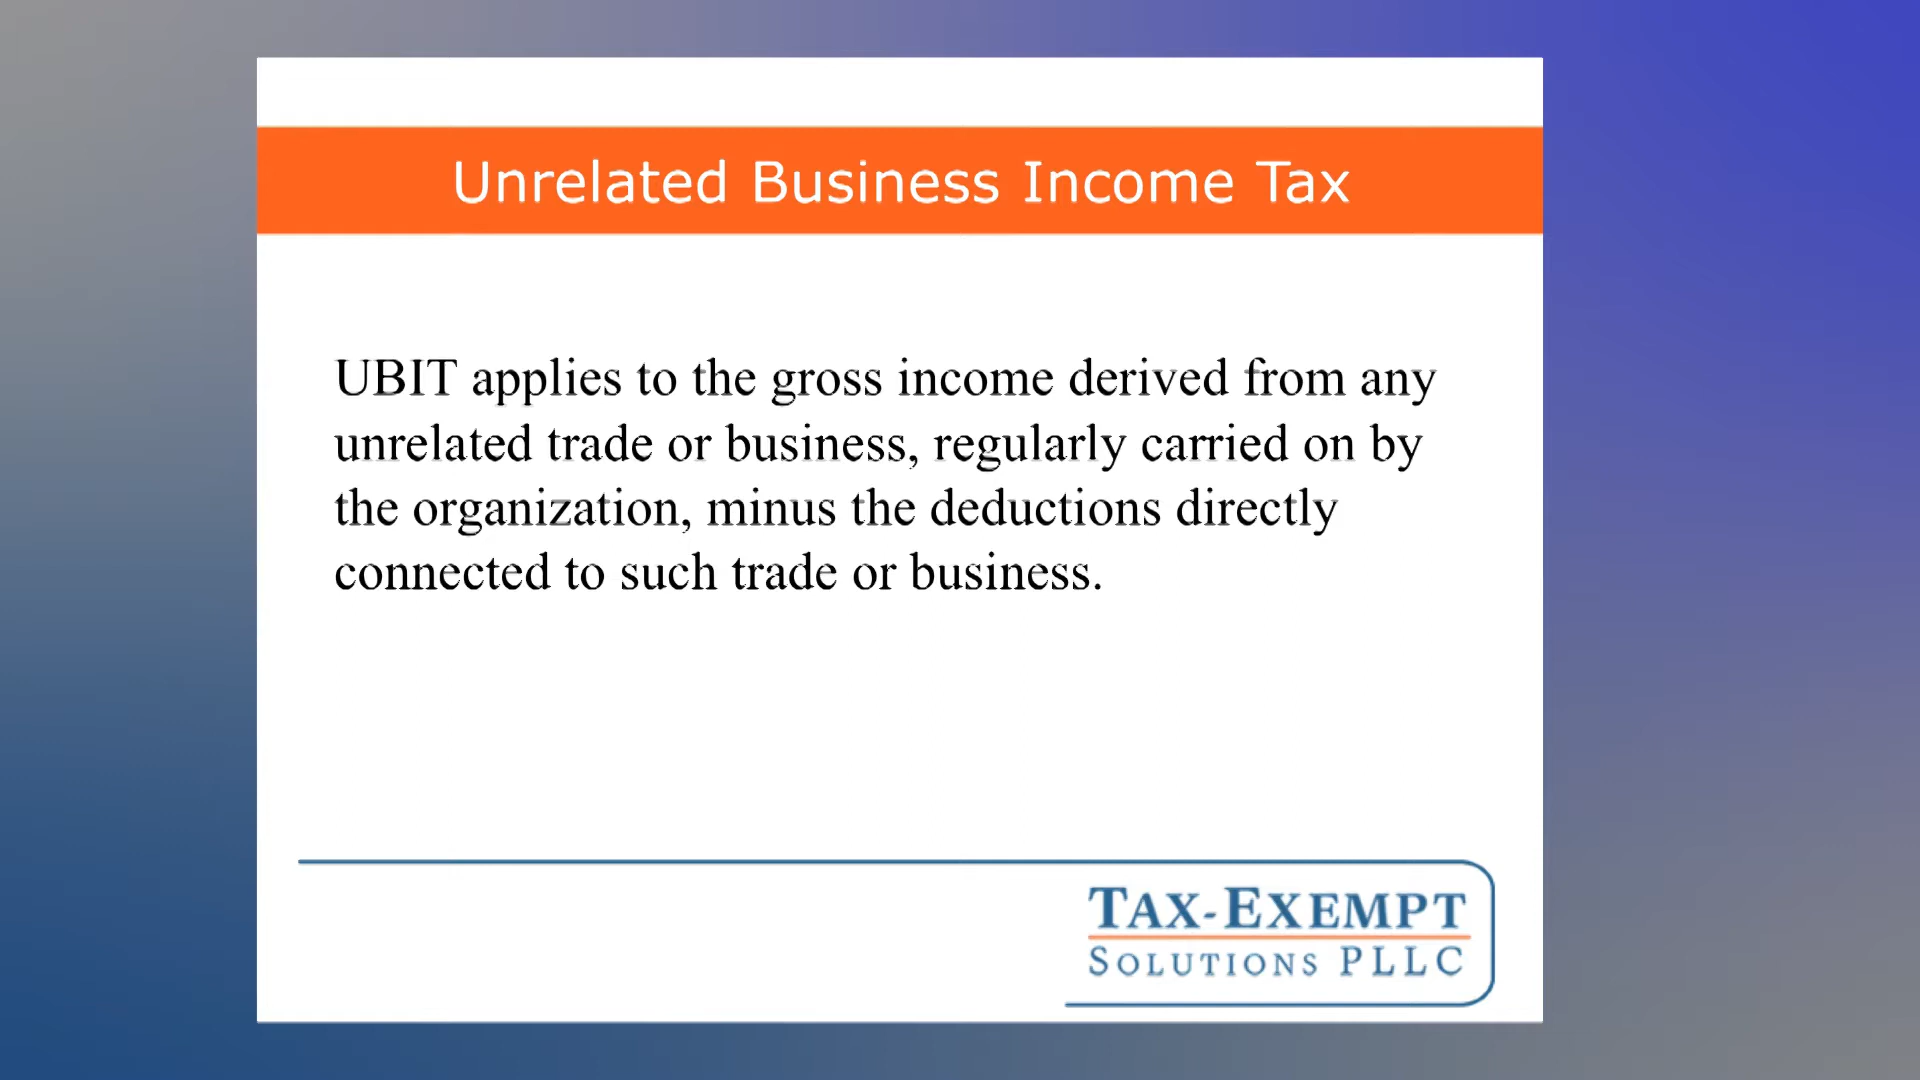 Unrelated Business Income Tax
UBIT applies to the gross income derived from any
unrelated trade or business, regularly carried on by
the organization, minus the deductions directly
connected to such trade or business.
TAX-EXEMPT
SOLUTIONS PLLC